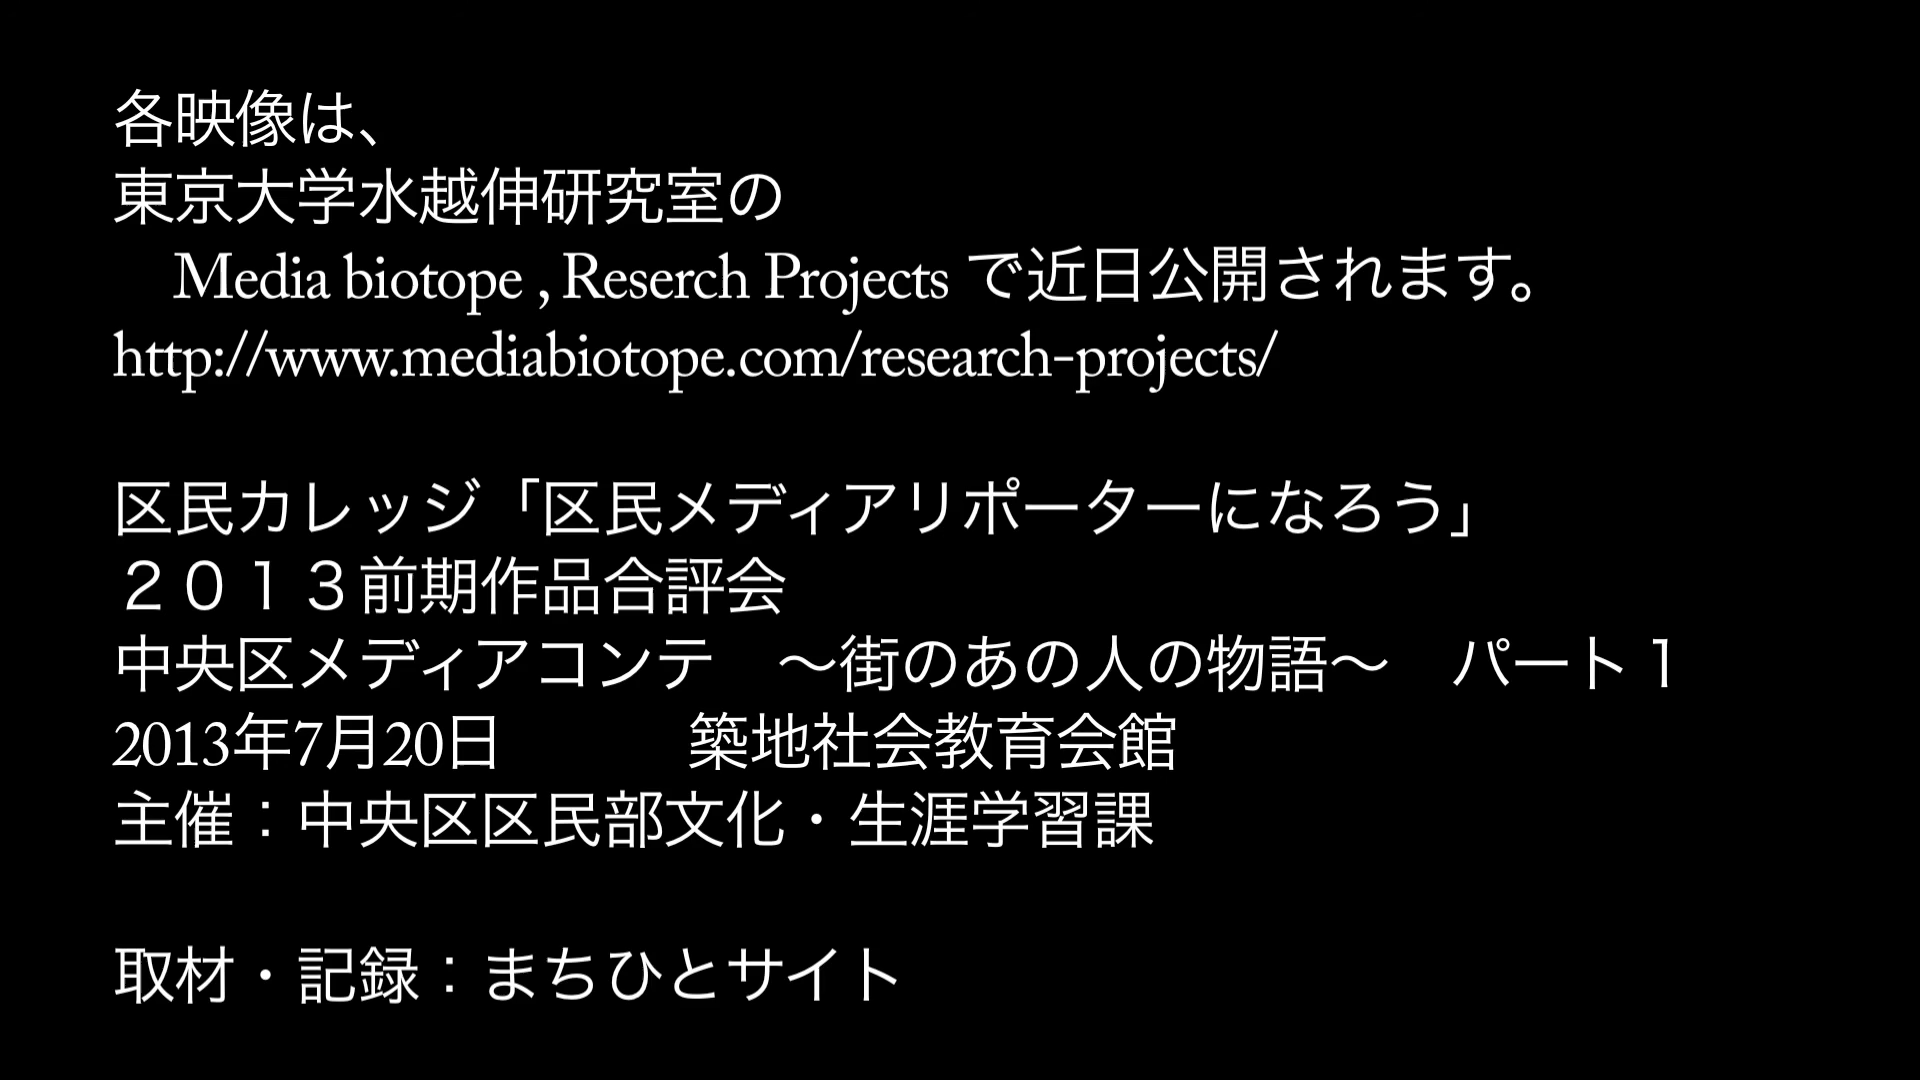 各映像は、
東京大学水越伸研究室の
　Media biotope , Reserch Projects で近日公開されます。
http://www.mediabiotope.com/research-projects/
区民カレッジ「区民メディアリポーターになろう」
２０１３前期作品合評会
中央区メディアコンテ　〜街のあの人の物語〜　パート１
2013年7月20日　　　築地社会教育会館
主催：中央区区民部文化・生涯学習課
取材・記録：まちひとサイト